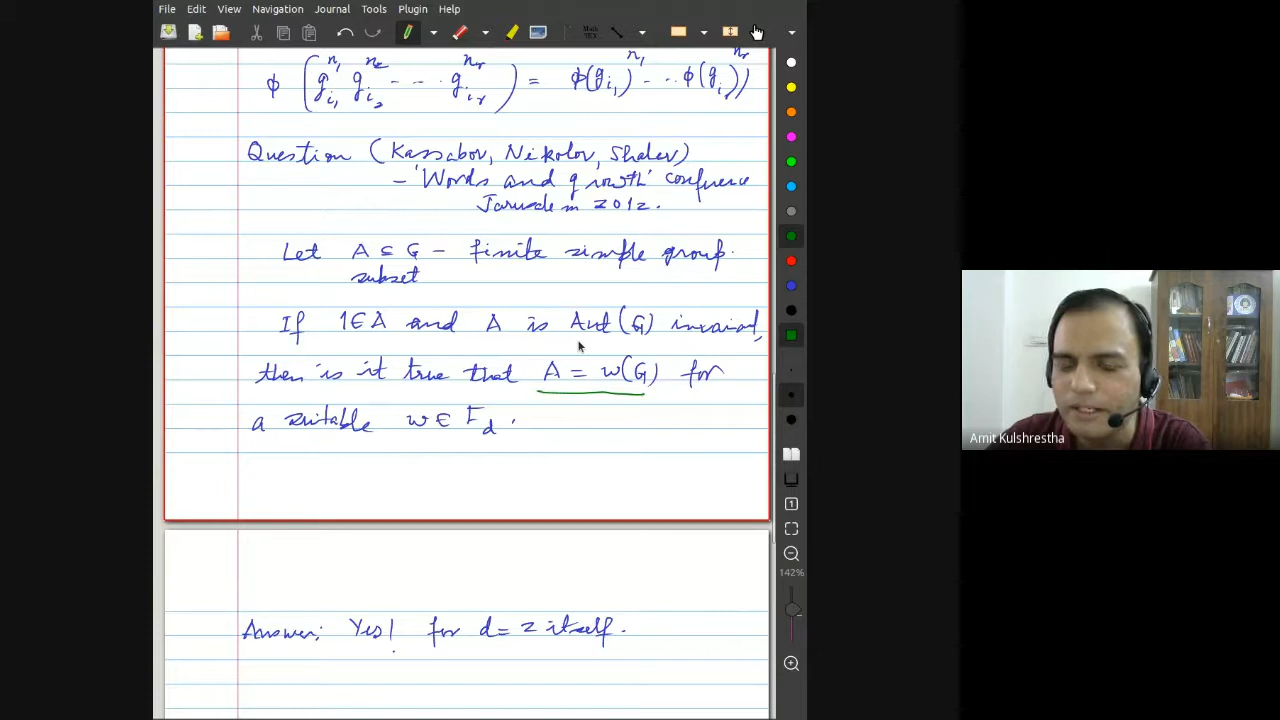 File Edit View Navigation Journal Tools Plugin Help
ϕ (g_{i_1}^{n_1} g_{i_2}^{n_2} - - · g_{i_r}^{n_r}) = ϕ(g_{i_1})^{n_1} - ·· ϕ(g_{i_r})^{n_r})
Question (Kassabov, Nikolov, Shalev)
- 'Words and growth' conference
Jarusalem 2012.
Let A ⊆ G - finite simple group.
subset
If 1 ∈ A and A is Aut(G) invariant,
then is it true that A = w(G) for
a suitable w ∈ F_d .
142%
Amit Kulshrestha
Answer: Yes! for d = 2 itself.